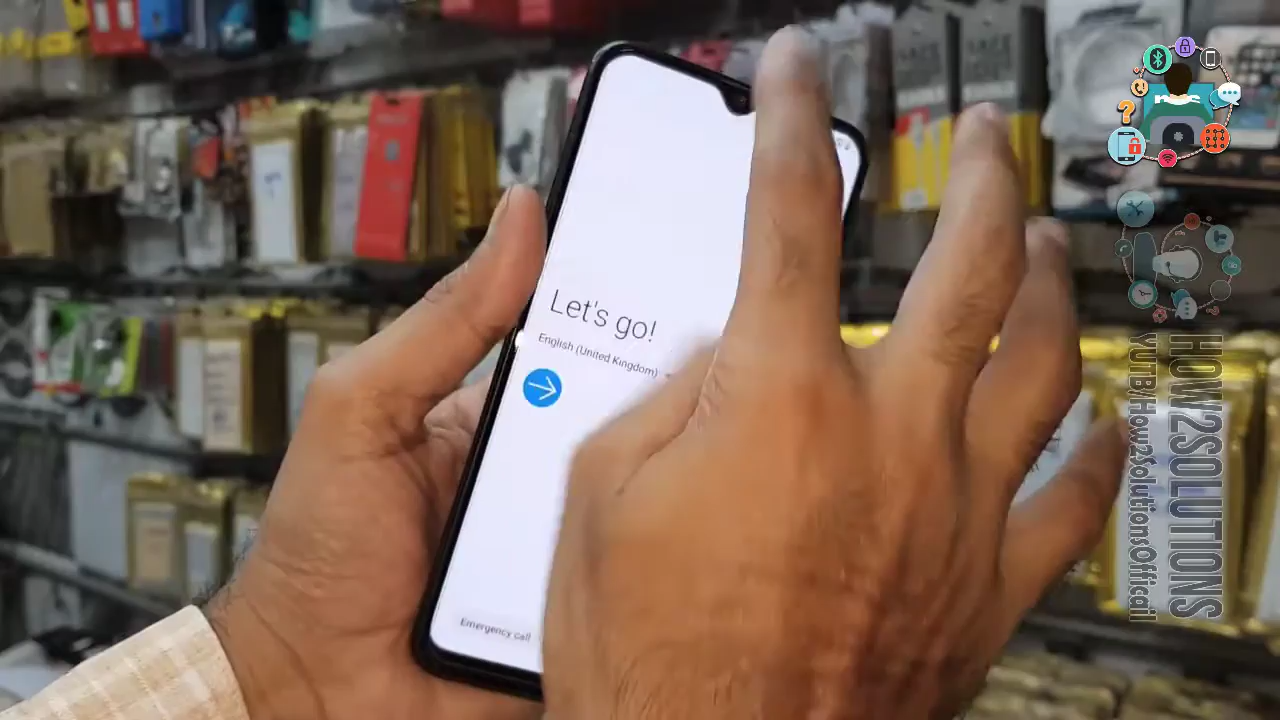 Let's go!
English (United Kingdom)
Emergency call
HOW2SOLUTIONS
YUTB/How2SolutionsOfficail